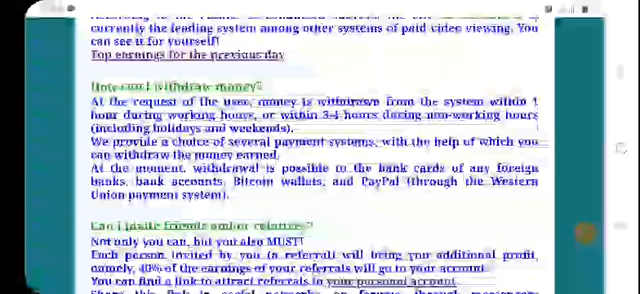 currently the leading system among other systems of paid video viewing. You
can see it for yourself!
Top earnings for the previous day
How can I withdraw money?
At the request of the user, money is withdrawn from the system within 1
hour during working hours, or within 3-4 hours during non-working hours
(including holidays and weekends).
We provide a choice of several payment systems, with the help of which you
can withdraw the money earned.
At the moment, withdrawal is possible to the bank cards of any foreign
banks, bank accounts, Bitcoin wallets, and PayPal (through the Western
Union payment system).
Can I invite friends and/or relatives?
Not only you can, but you also MUST!
Each person invited by you (a referral) will bring your additional profit,
namely, 40% of the earnings of your referrals will go to your account.
You can find a link to attract referrals in your personal account.